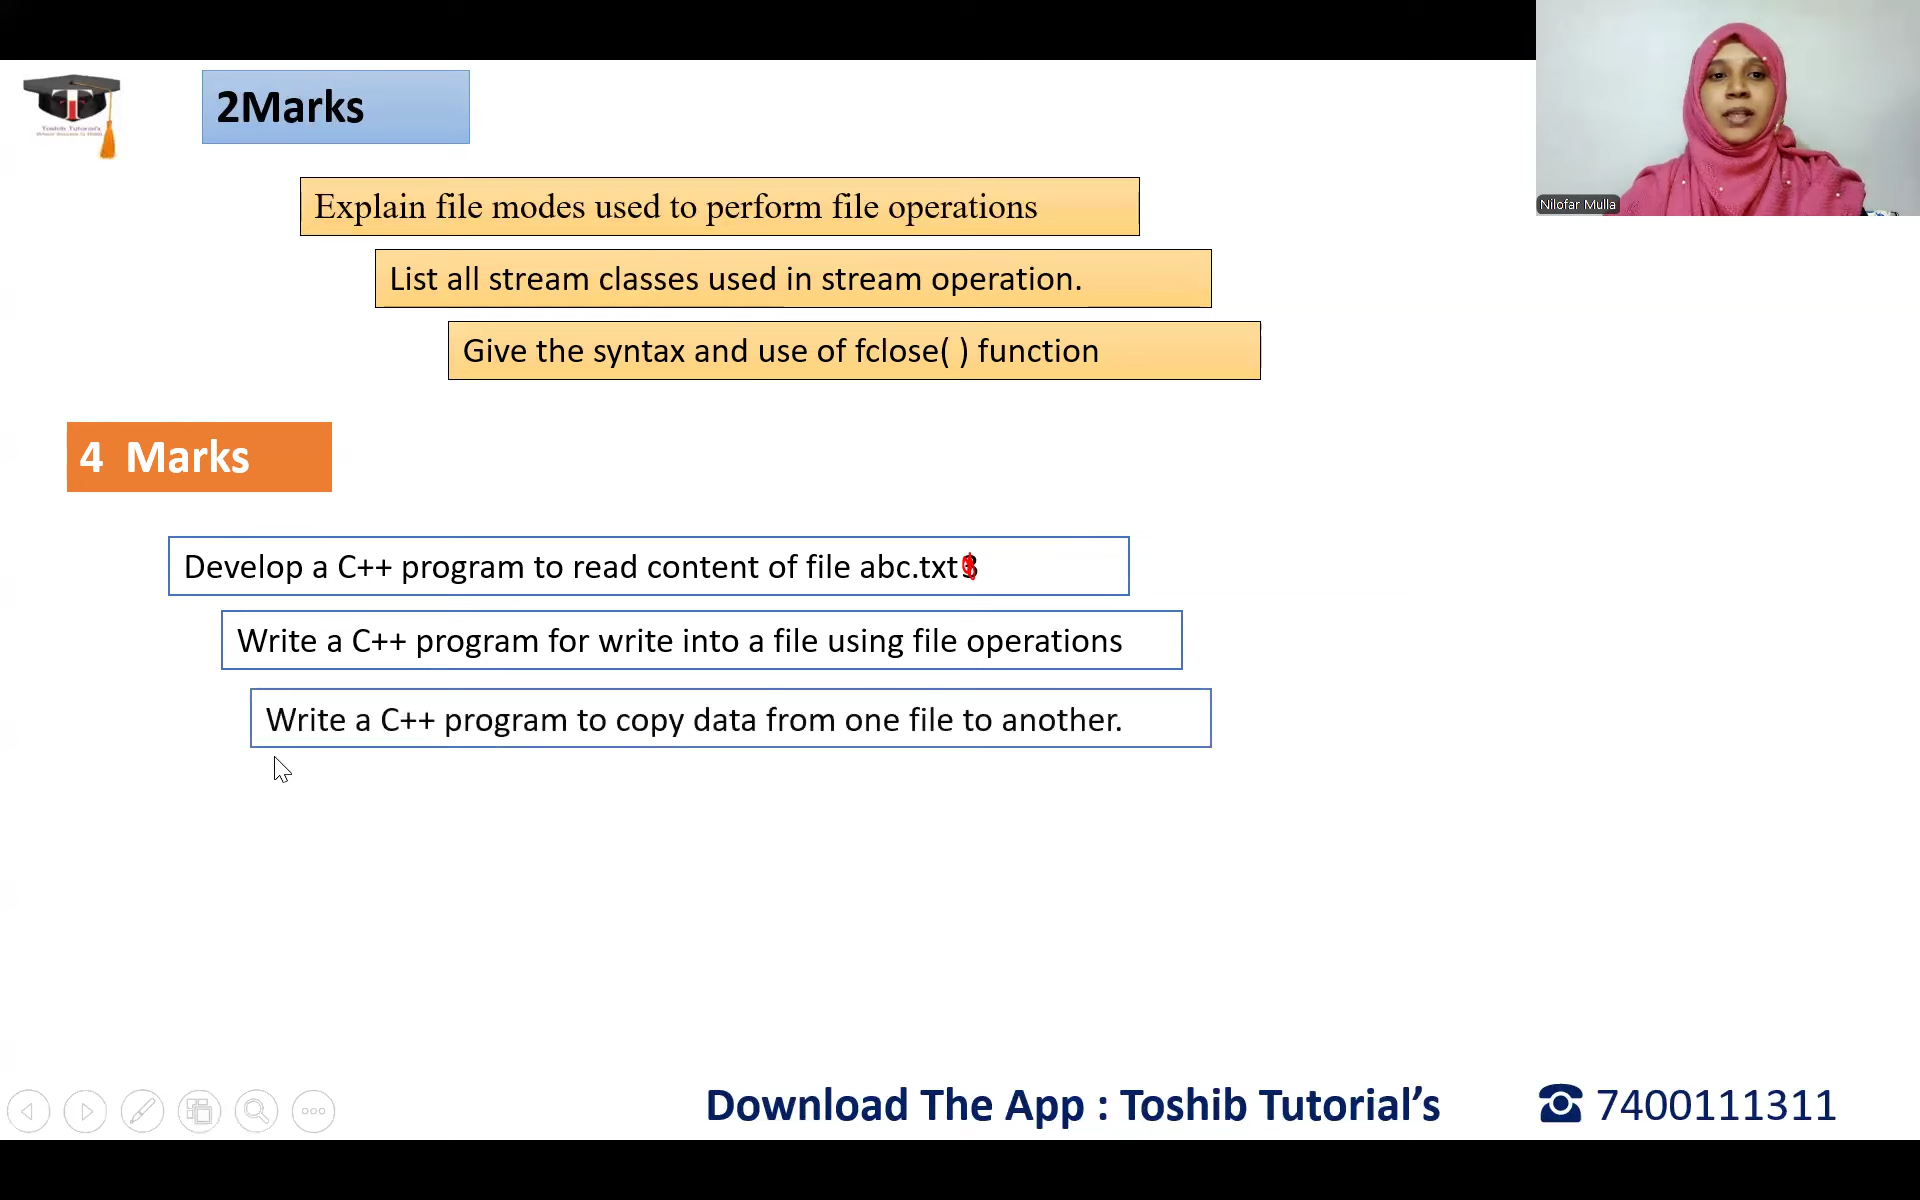 Toshib Tutorial's
2Marks
Nilofar Mulla
Explain file modes used to perform file operations
List all stream classes used in stream operation.
Give the syntax and use of fclose( ) function
4 Marks
Develop a C++ program to read content of file abc.txt
Write a C++ program for write into a file using file operations
Write a C++ program to copy data from one file to another.
Download The App : Toshib Tutorial’s
7400111311